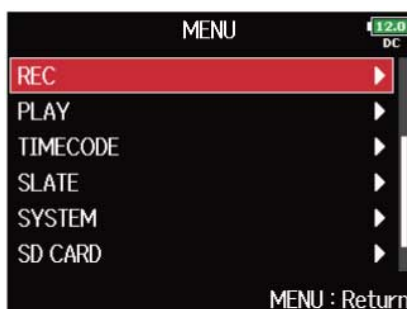 MENU
12.0
DC
REC
PLAY
TIMECODE
SLATE
SYSTEM
SD CARD
MENU : Return